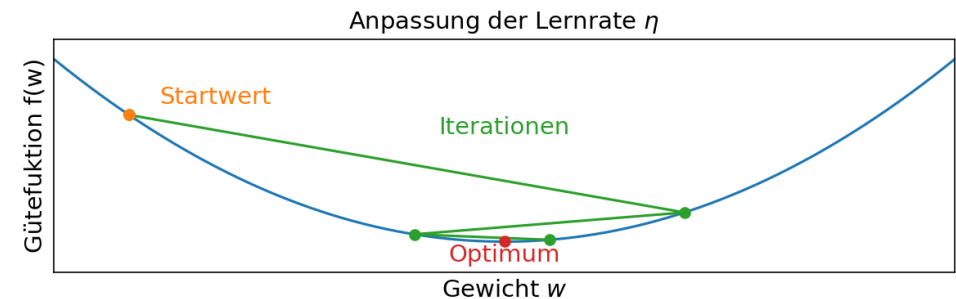 Anpassung der Lernrate η
Startwert
Iterationen
Optimum
Gütefuktion f(w)
Gewicht w